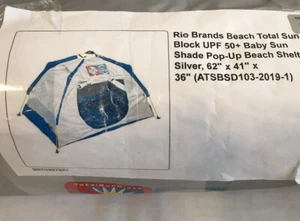 Rio Brands Beach Total Sun
Block UPF 50+ Baby Sun
Shade Pop-Up Beach Shelt
Silver, 62" x 41" x
36" (ATSBSD103-2019-1)